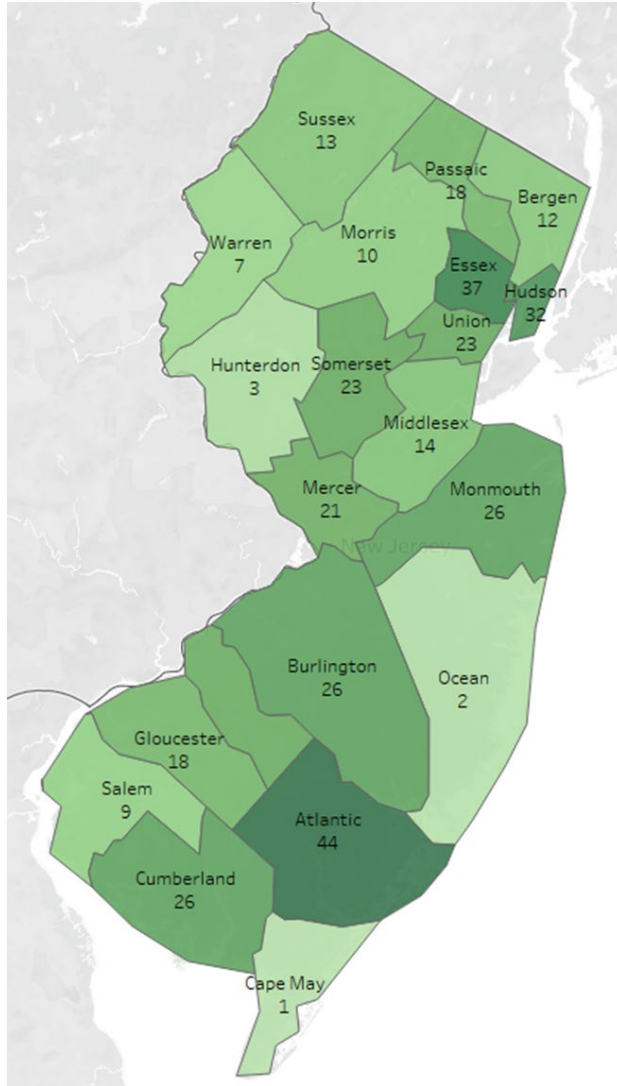 Sussex
13
Passaic
18
Bergen
12
Warren
7
Morris
10
Essex
37
Hudson
32
Union
23
Hunterdon
3
Somerset
23
Middlesex
14
Mercer
21
Monmouth
26
New Jersey
Burlington
26
Ocean
2
Gloucester
18
Salem
9
Atlantic
44
Cumberland
26
Cape May
1